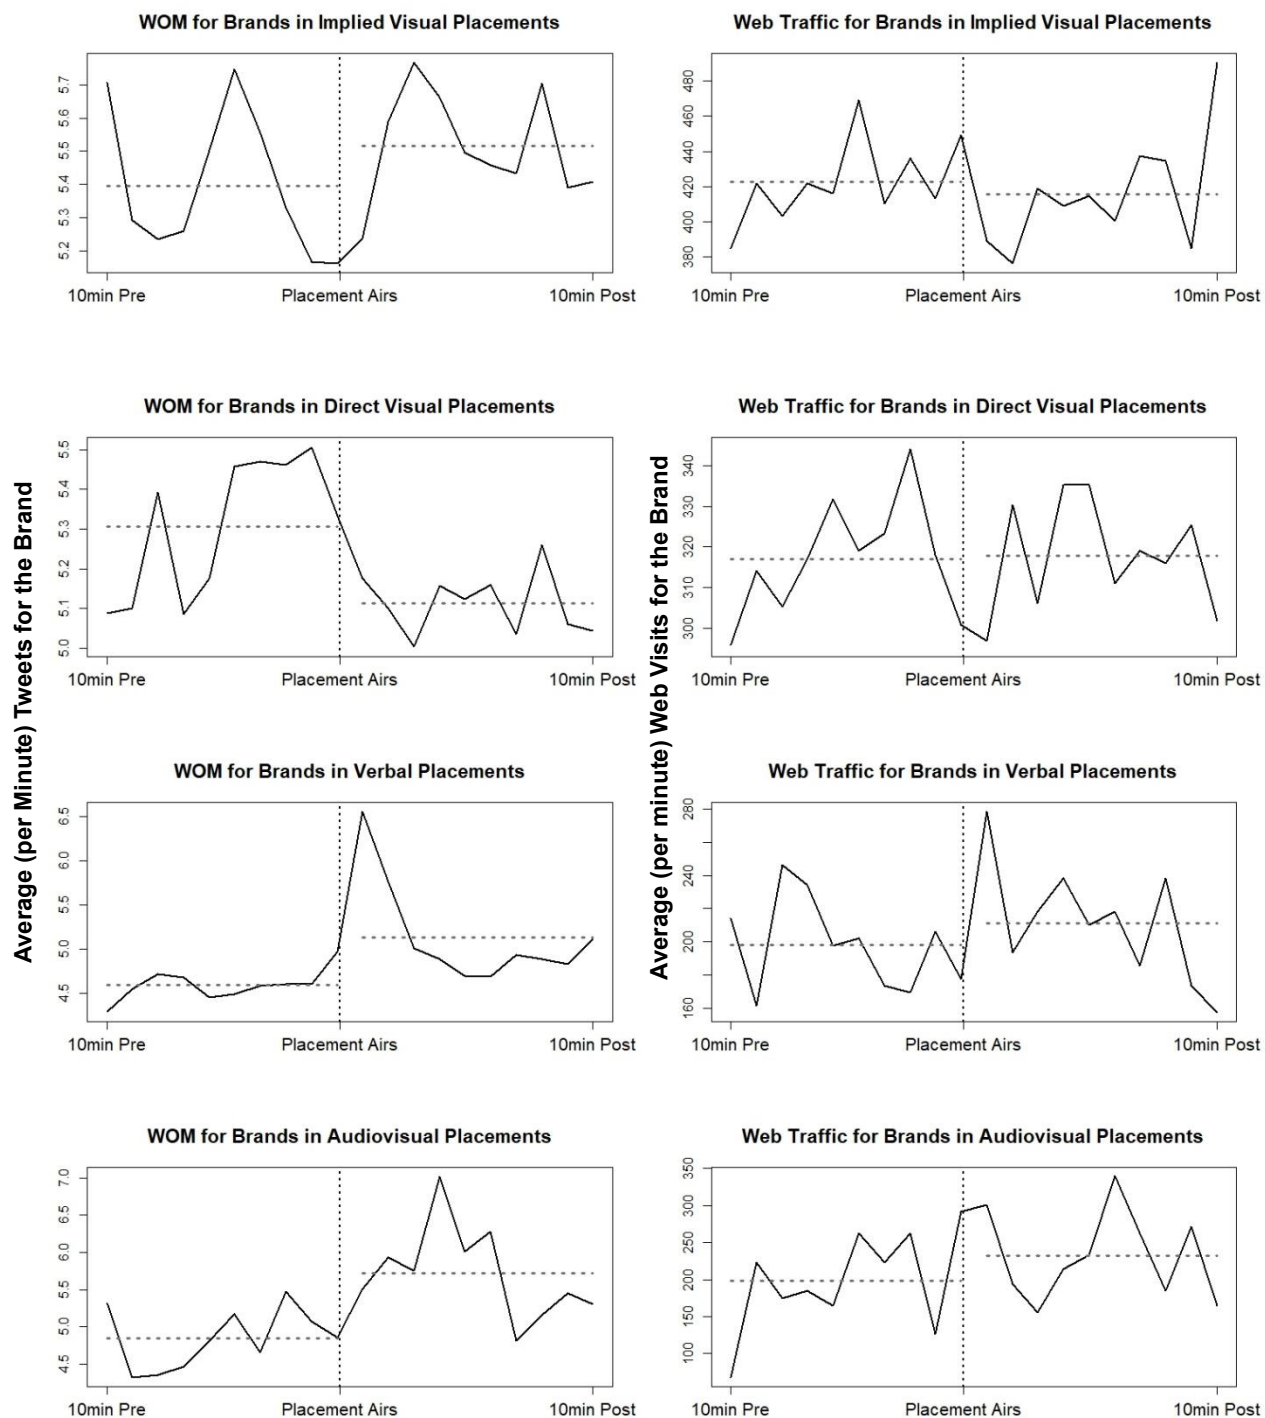 WOM for Brands in Implied Visual Placements
5.7
5.6
5.5
5.4
5.3
5.2
10min Pre Placement Airs 10min Post
Web Traffic for Brands in Implied Visual Placements
480
460
440
420
400
380
10min Pre Placement Airs 10min Post
WOM for Brands in Direct Visual Placements
5.5
5.4
5.3
5.2
5.1
5.0
10min Pre Placement Airs 10min Post
Web Traffic for Brands in Direct Visual Placements
340
330
320
310
300
10min Pre Placement Airs 10min Post
Average (per Minute) Tweets for the Brand
Average (per minute) Web Visits for the Brand
WOM for Brands in Verbal Placements
6.5
6.0
5.5
5.0
4.5
10min Pre Placement Airs 10min Post
Web Traffic for Brands in Verbal Placements
280
240
200
160
10min Pre Placement Airs 10min Post
WOM for Brands in Audiovisual Placements
7.0
6.5
6.0
5.5
5.0
4.5
10min Pre Placement Airs 10min Post
Web Traffic for Brands in Audiovisual Placements
350
300
250
200
150
100
10min Pre Placement Airs 10min Post